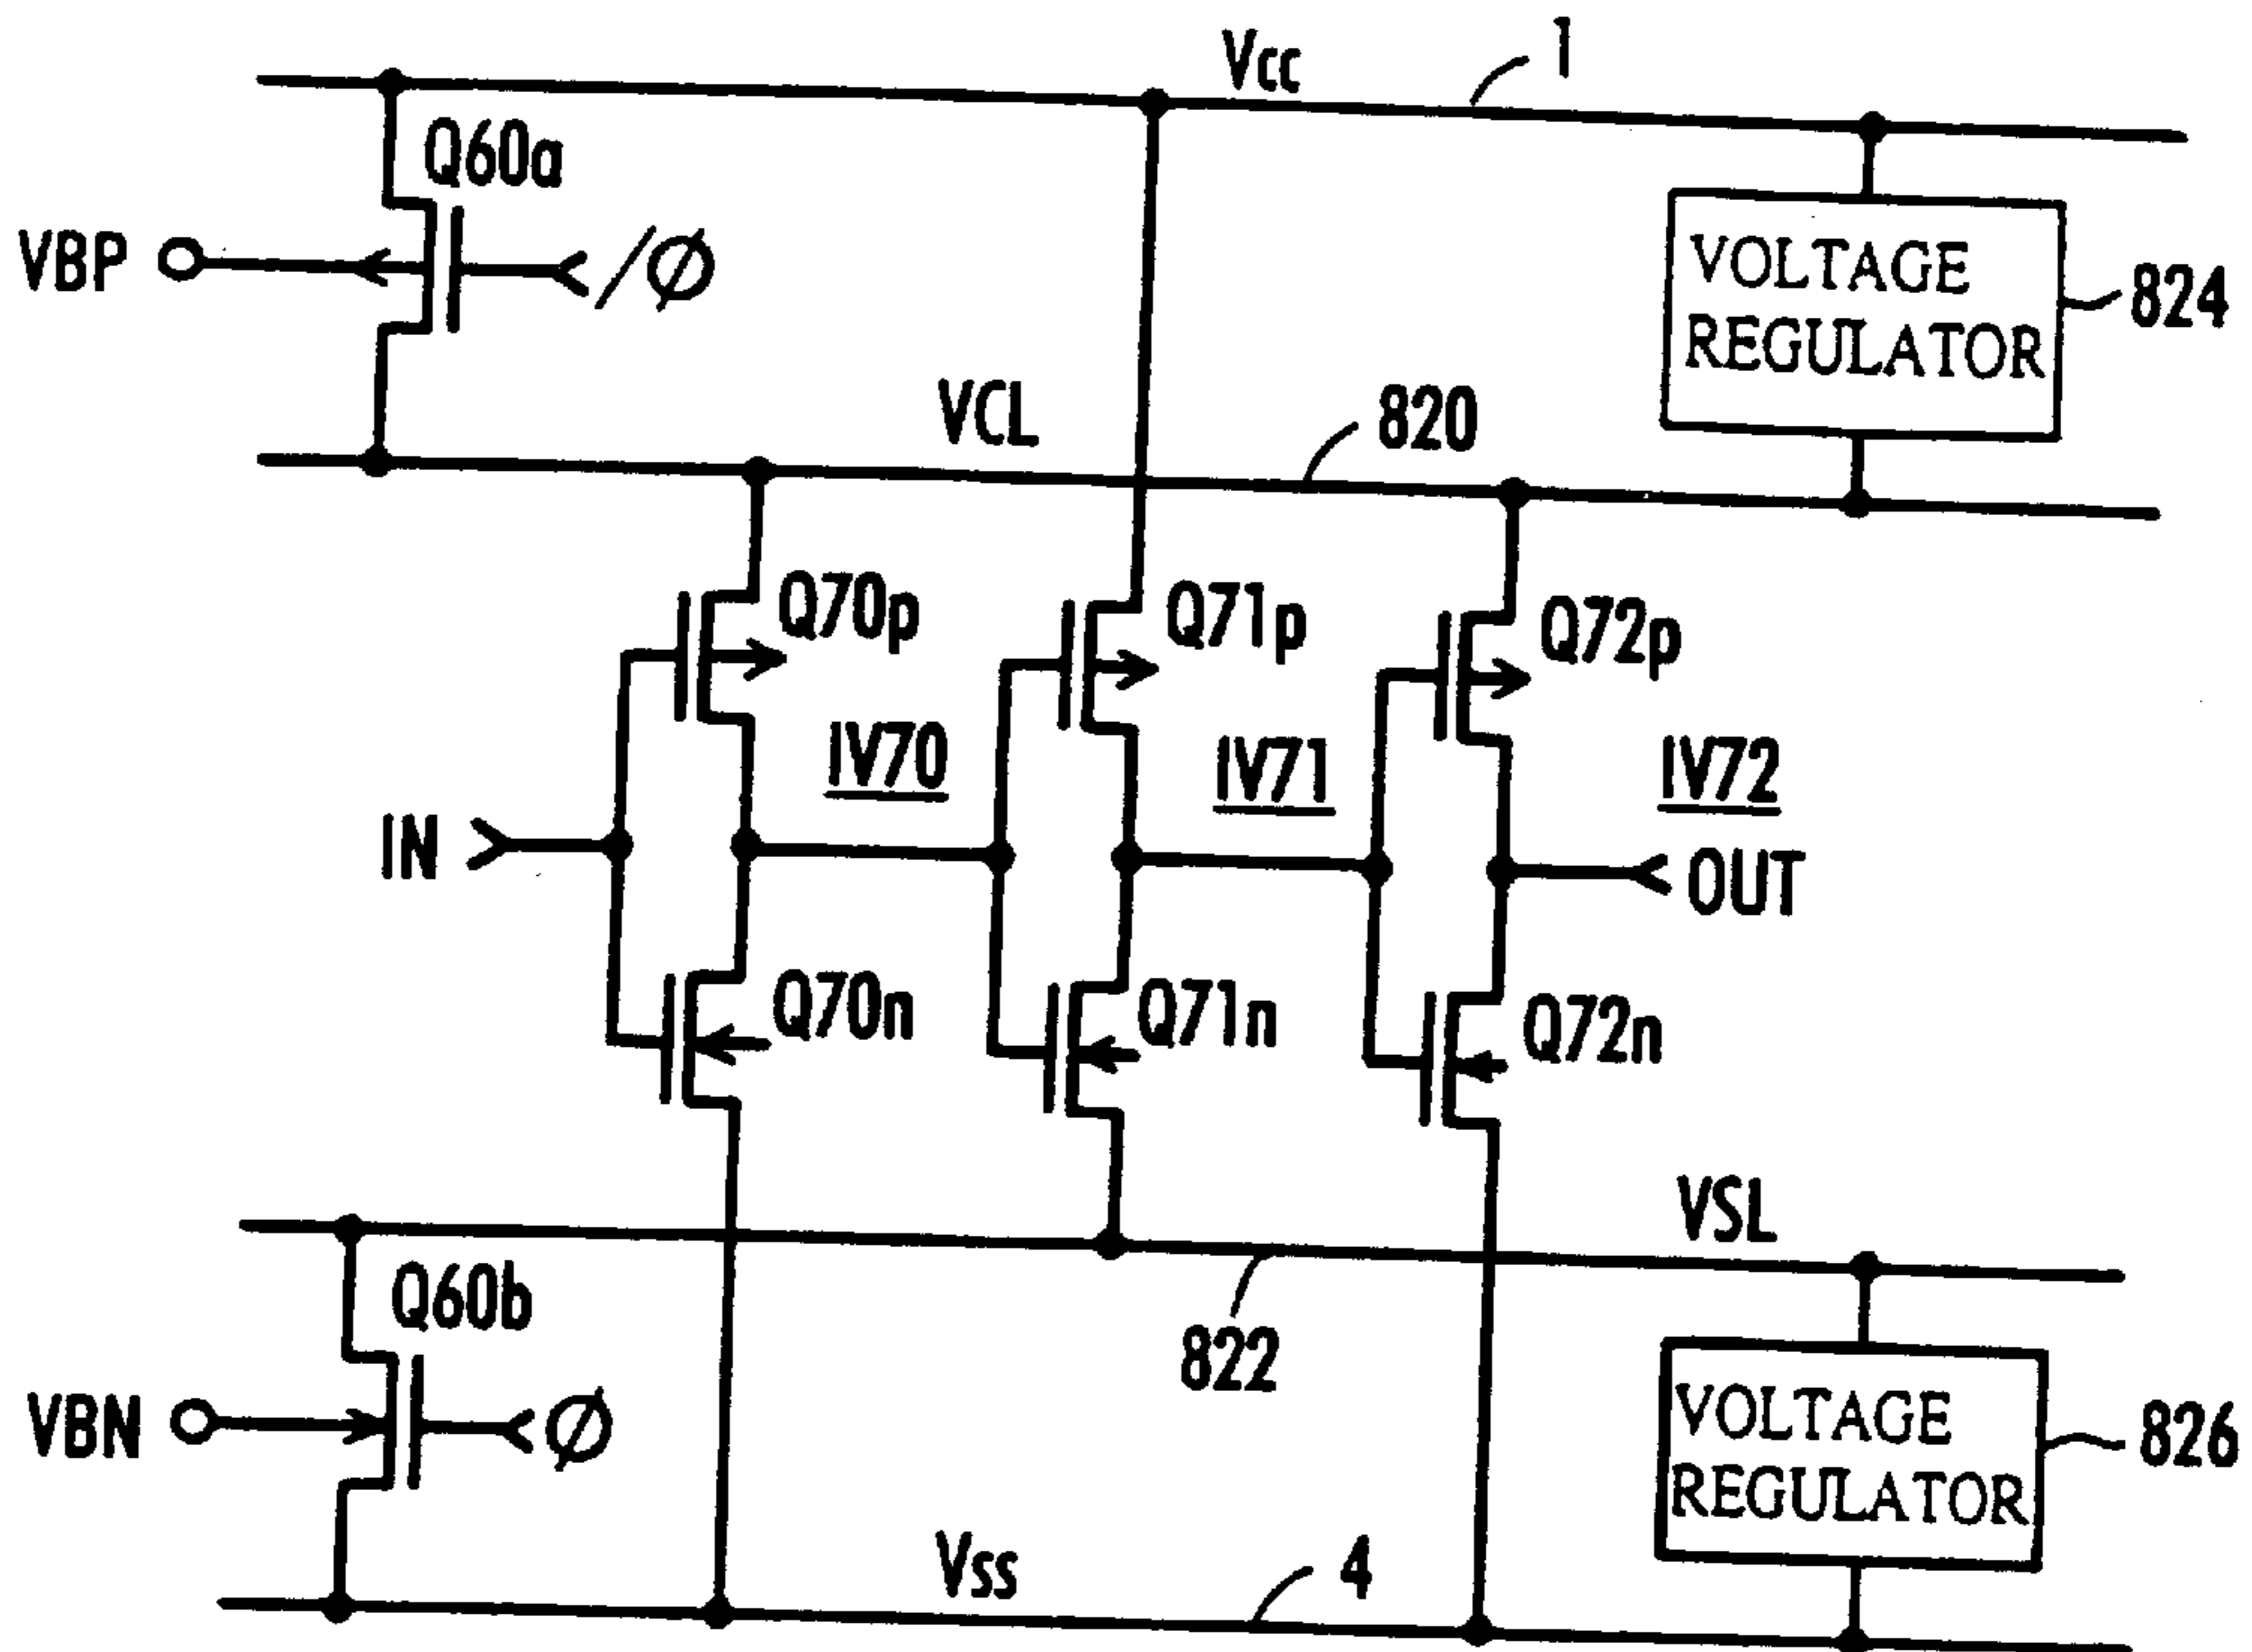 Vcc
1
Q60a
VBP
/Ø
VOLTAGE
REGULATOR
824
VCL
820
Q70p
Q71p
Q72p
IV70
IV71
IV72
IN
OUT
Q70n
Q71n
Q72n
VSL
Q60b
822
VBN
Ø
VOLTAGE
REGULATOR
826
Vss
4